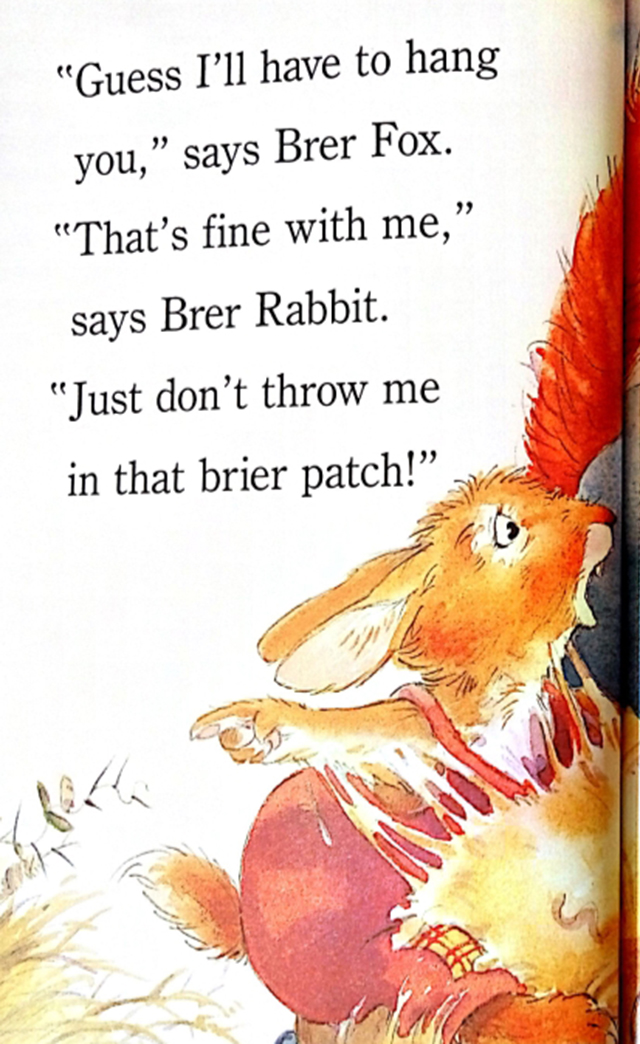 "Guess I'll have to hang
you," says Brer Fox.
"That's fine with me,"
says Brer Rabbit.
"Just don't throw me
in that brier patch!"